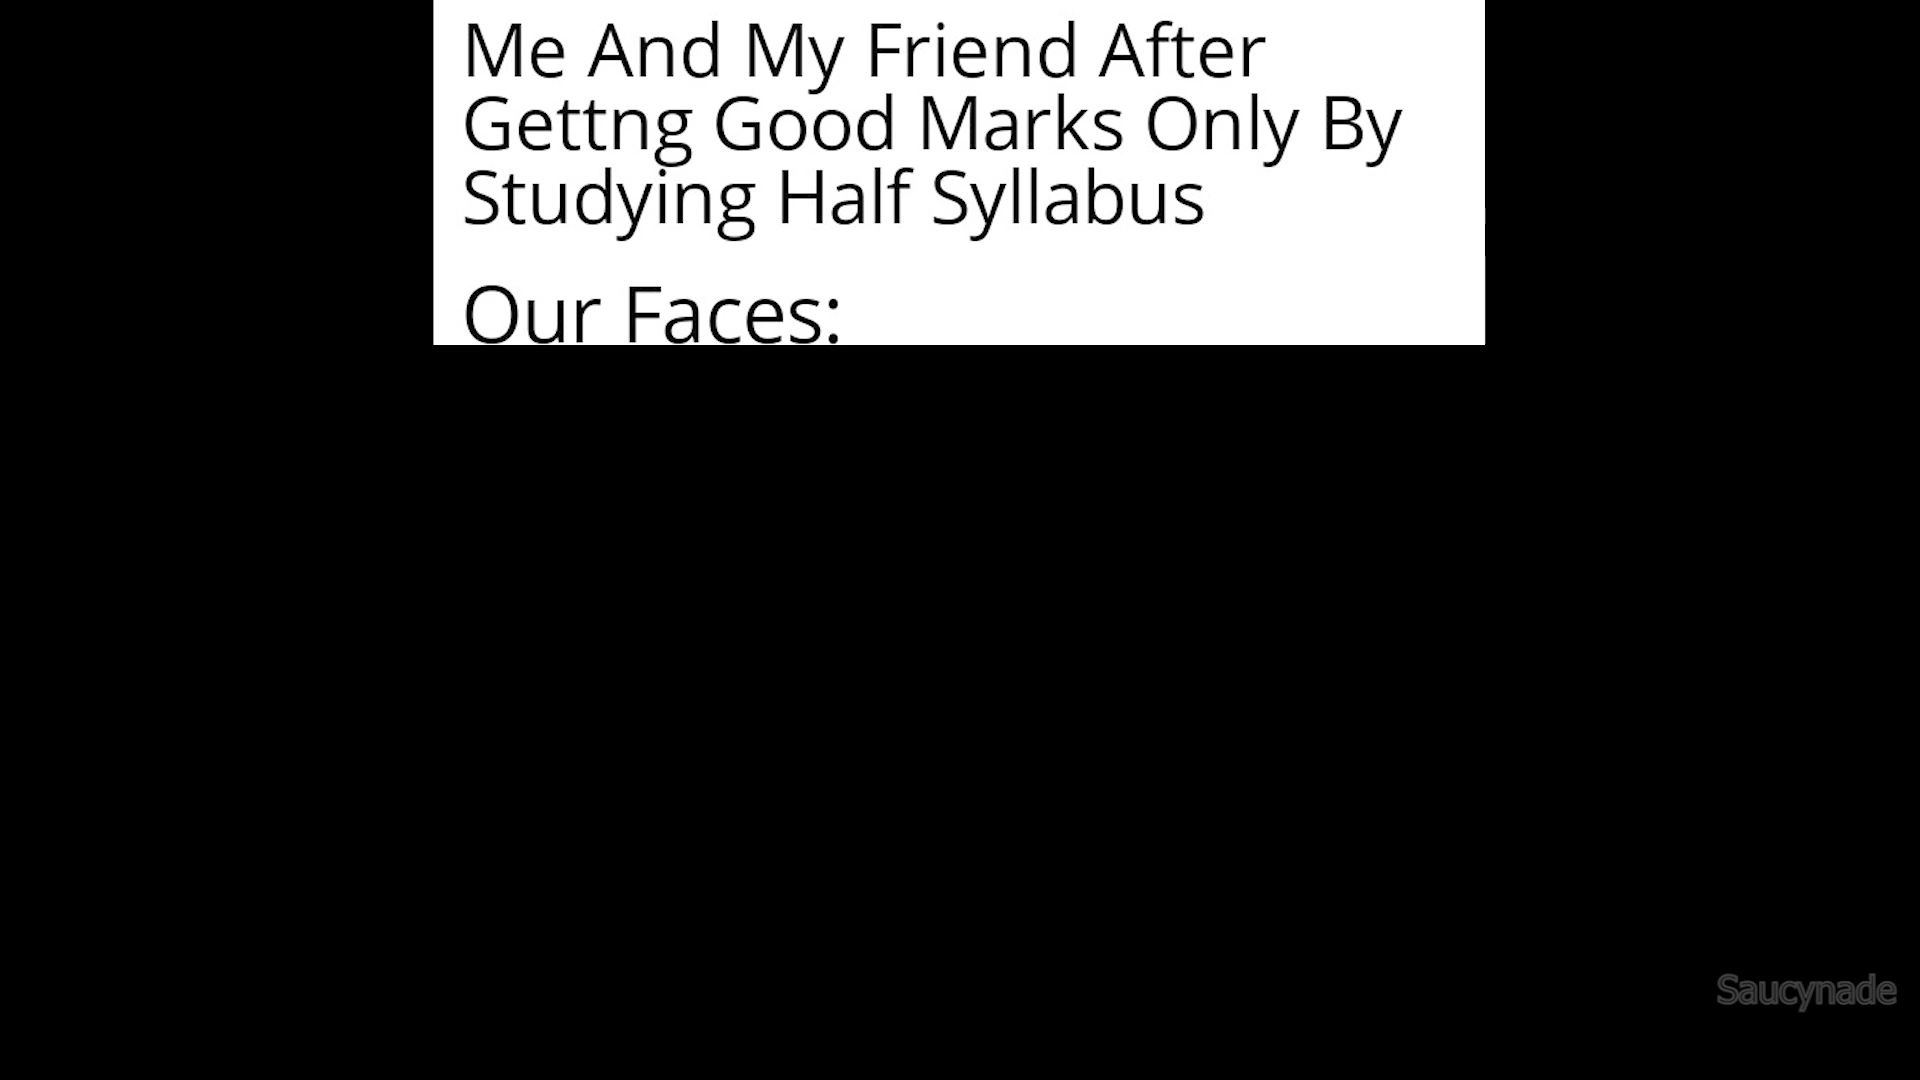 Me And My Friend After
Gettng Good Marks Only By
Studying Half Syllabus
Our Faces:
Saucynade